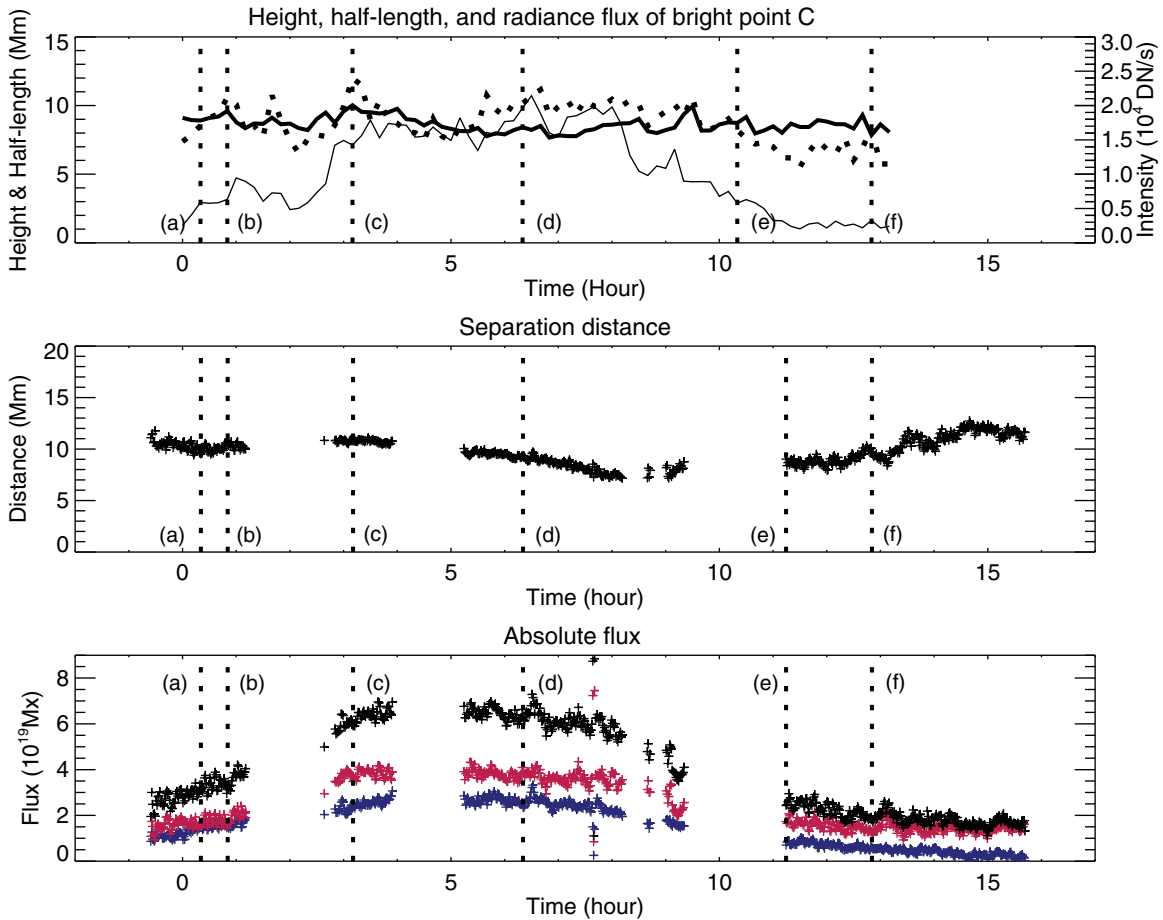 Height, half-length, and radiance flux of bright point C
Height & Half-length (Mm)
15
10
5
0
3.0
2.5
2.0
1.5
1.0
0.5
0.0
Intensity (10⁴ DN/s)
(a) (b) (c) (d) (e) (f)
0 5 10 15
Time (Hour)
Separation distance
Distance (Mm)
20
15
10
5
0
(a) (b) (c) (d) (e) (f)
0 5 10 15
Time (hour)
Absolute flux
Flux (10¹⁹Mx)
8
6
4
2
0
(a) (b) (c) (d) (e) (f)
0 5 10 15
Time (hour)